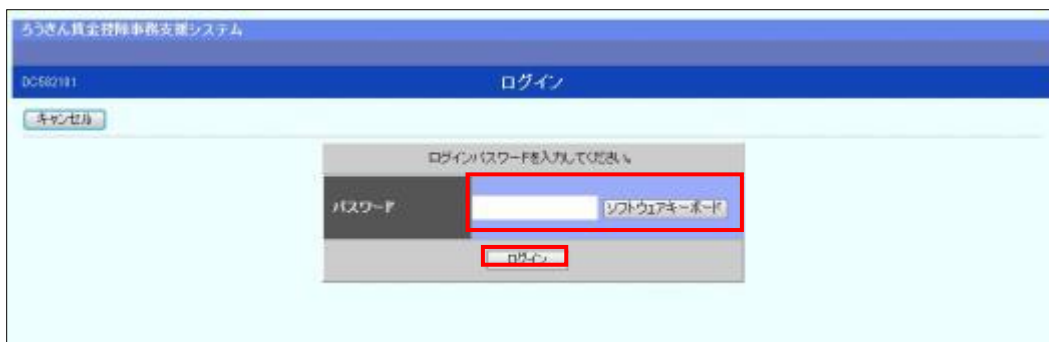 ろうきん賃金控除事務支援システム
DC582101
ログイン
キャンセル
ログインパスワードを入力してください。
パスワード
ソフトウェアキーボード
ログイン